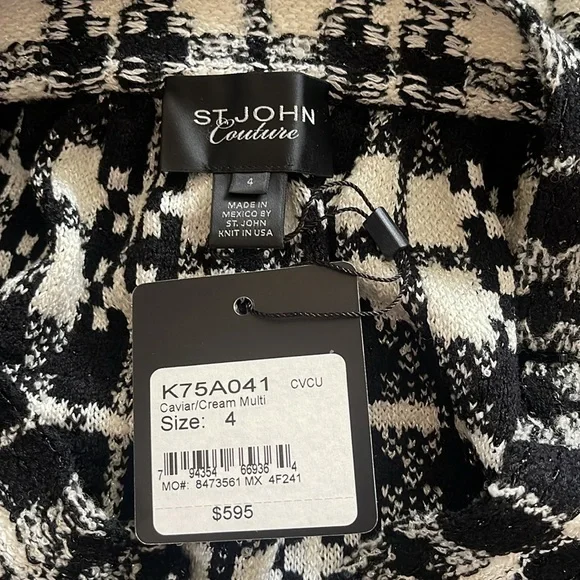 ST.JOHN
Couture
4
MADE IN
MEXICO BY
ST. JOHN
KNIT IN USA
K75A041 CVCU
Caviar/Cream Multi
Size: 4
7 94354 66936 4
MO#: 8473561 MX 4F241
$595